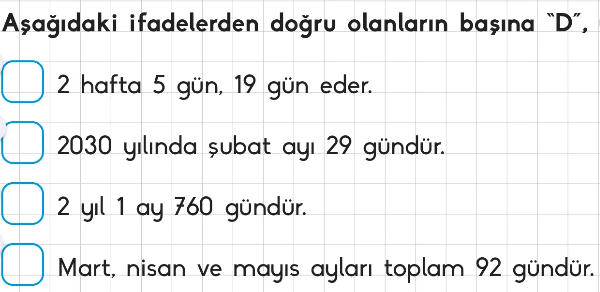 Aşağıdaki ifadelerden doğru olanların başına "D",
2 hafta 5 gün, 19 gün eder.
2030 yılında şubat ayı 29 gündür.
2 yıl 1 ay 760 gündür.
Mart, nisan ve mayıs ayları toplam 92 gündür.